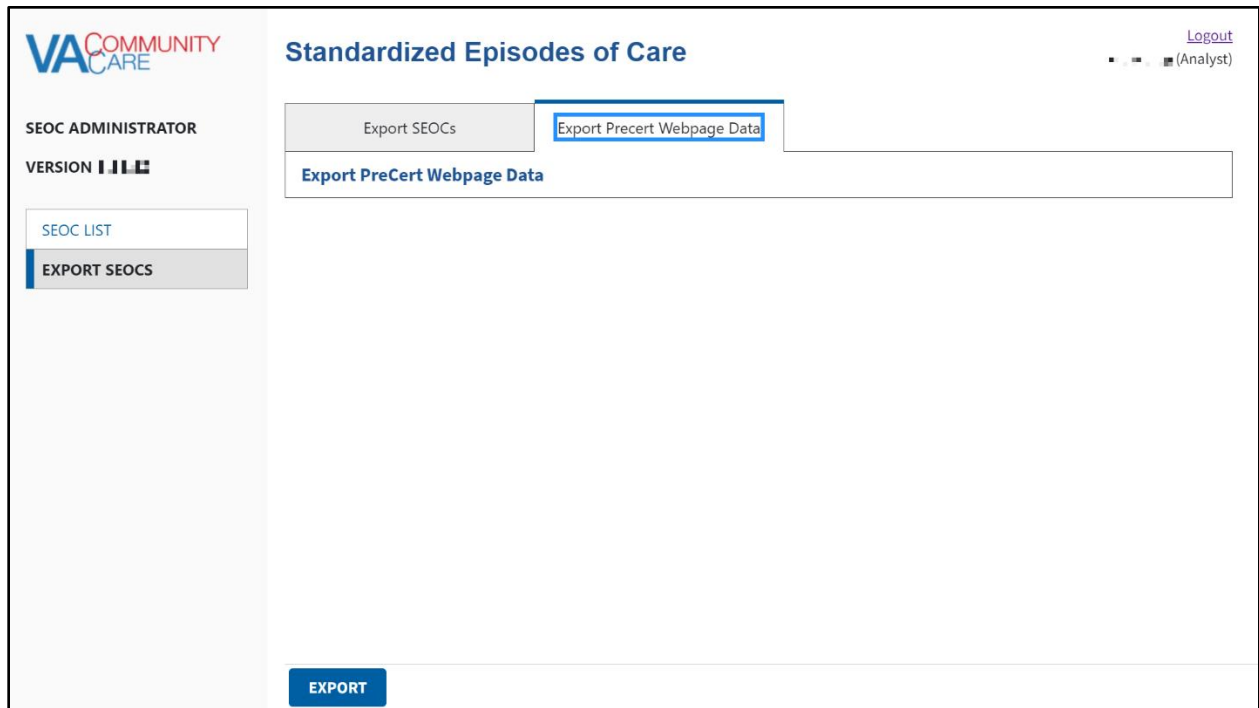 VA COMMUNITY CARE
Standardized Episodes of Care
Logout
(Analyst)
SEOC ADMINISTRATOR
VERSION
SEOC LIST
EXPORT SEOCS
Export SEOCs
Export Precert Webpage Data
Export PreCert Webpage Data
EXPORT